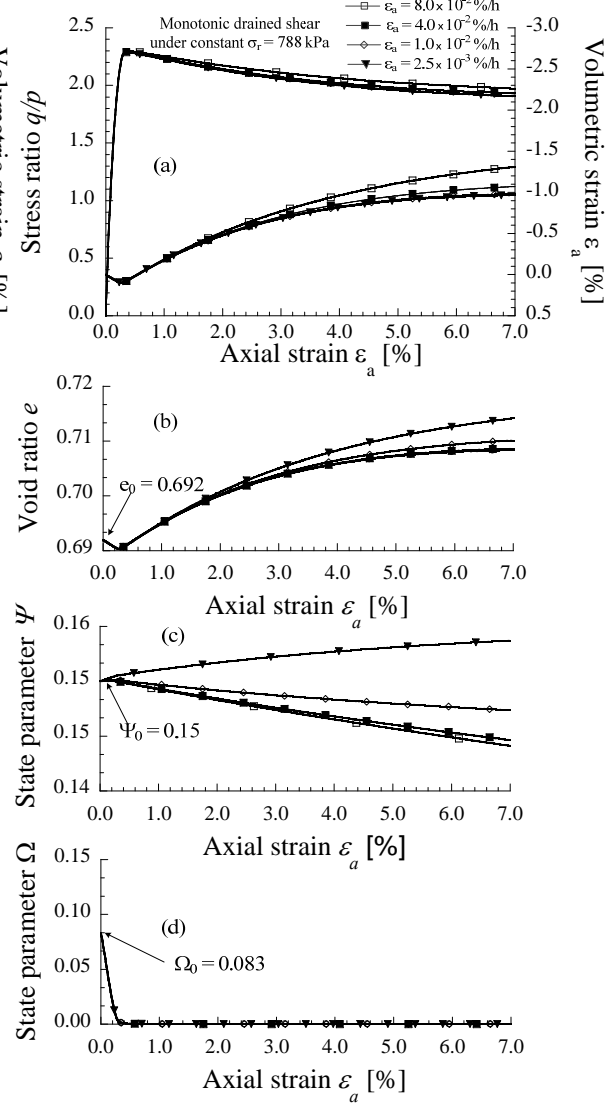 Monotonic drained shear
under constant σr = 788 kPa
εa = 8.0×10-2 %/h
εa = 4.0×10-2 %/h
εa = 1.0×10-2 %/h
εa = 2.5×10-3 %/h
Stress ratio q/p
2.5
2.0
1.5
1.0
0.5
0.0
-3.0
-2.5
-2.0
-1.5
-1.0
-0.5
0.0
0.5
Volumetric strain εa [%]
(a)
0.0 1.0 2.0 3.0 4.0 5.0 6.0 7.0
Axial strain εa [%]
Void ratio e
0.72
0.71
0.70
0.69
(b)
e0 = 0.692
0.0 1.0 2.0 3.0 4.0 5.0 6.0 7.0
Axial strain εa [%]
State parameter Ψ
0.16
0.15
0.15
0.14
(c)
Ψ0 = 0.15
0.0 1.0 2.0 3.0 4.0 5.0 6.0 7.0
Axial strain εa [%]
State parameter Ω
0.15
0.10
0.05
0.00
(d)
Ω0 = 0.083
0.0 1.0 2.0 3.0 4.0 5.0 6.0 7.0
Axial strain εa [%]